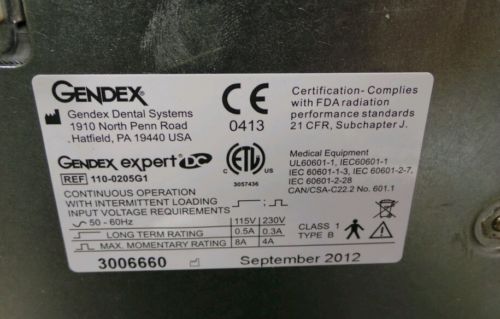 GENDEX
Gendex Dental Systems
1910 North Penn Road
Hatfield, PA 19440 USA
CE
0413
Certification- Complies
with FDA radiation
performance standards
21 CFR, Subchapter J.
GENDEX expert DC
REF 110-0205G1
C ETL US
3057436
Medical Equipment
UL60601-1, IEC60601-1
IEC 60601-1-3, IEC 60601-2-7,
IEC 60601-2-28
CAN/CSA-C22.2 No. 601.1
CONTINUOUS OPERATION
WITH INTERMITTENT LOADING
INPUT VOLTAGE REQUIREMENTS
50 - 60Hz 115V 230V
LONG TERM RATING 0.5A 0.3A
MAX. MOMENTARY RATING 8A 4A
CLASS 1
TYPE B
3006660 September 2012